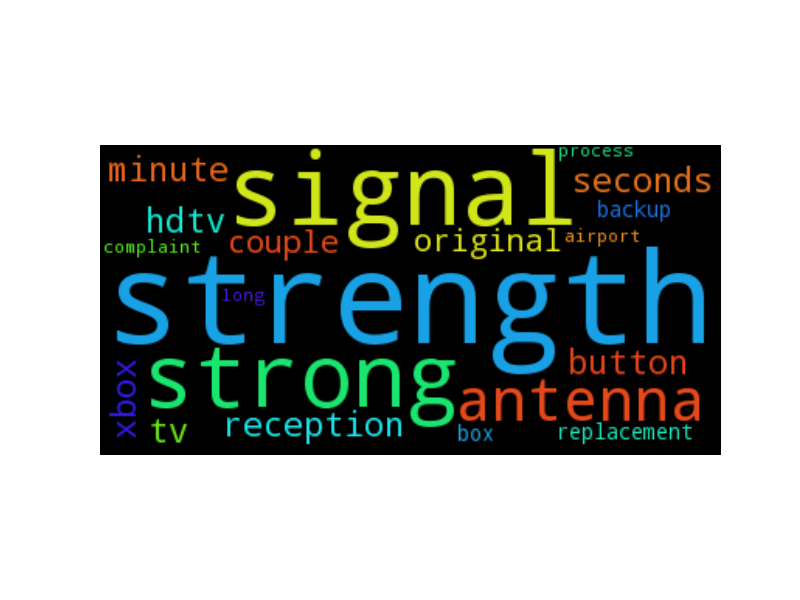 process
minute signal seconds
hdtv backup
complaint couple original airport
strength
long
xbox strong button
antenna
tv reception box replacement